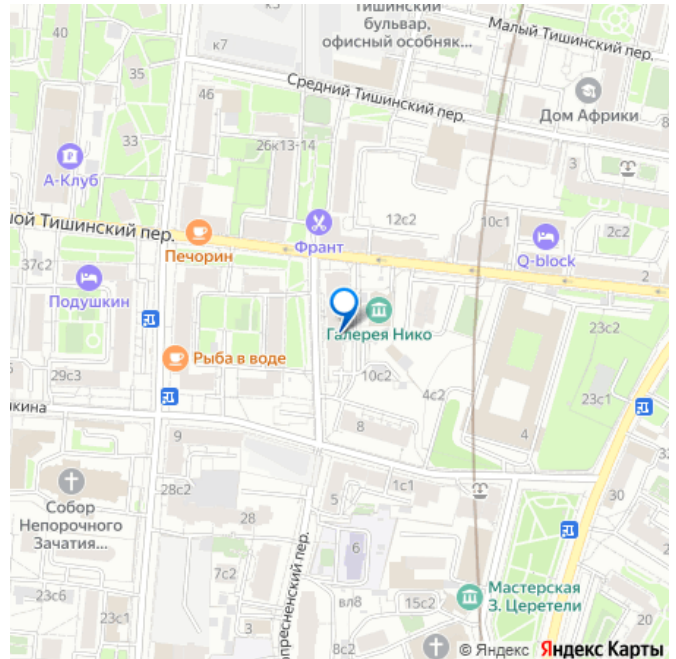 Тишинский
бульвар,
офисный особняк...
Малый Тишинский пер.
40
к7
35
Средний Тишинский пер.
46
Дом Африки
8
33
26к13-14
3
А-Клуб
12с2
10с1
2с2
ой Тишинский пер.
Франт
Печорин
Q-block
37с2
2
Подушкин
Галерея Нико
23с2
Рыба в воде
29с3
10с2
4с2
23с1
кина
8
9
4
28с2
1с1
5
30
Собор
Непорочного
Зачатия...
28
6
32
7с2
пресненский пер.
23с6
вл8
15с2
Мастерская
З. Церетели
23с1
20
8с2
© Яндекс Яндекс Карты